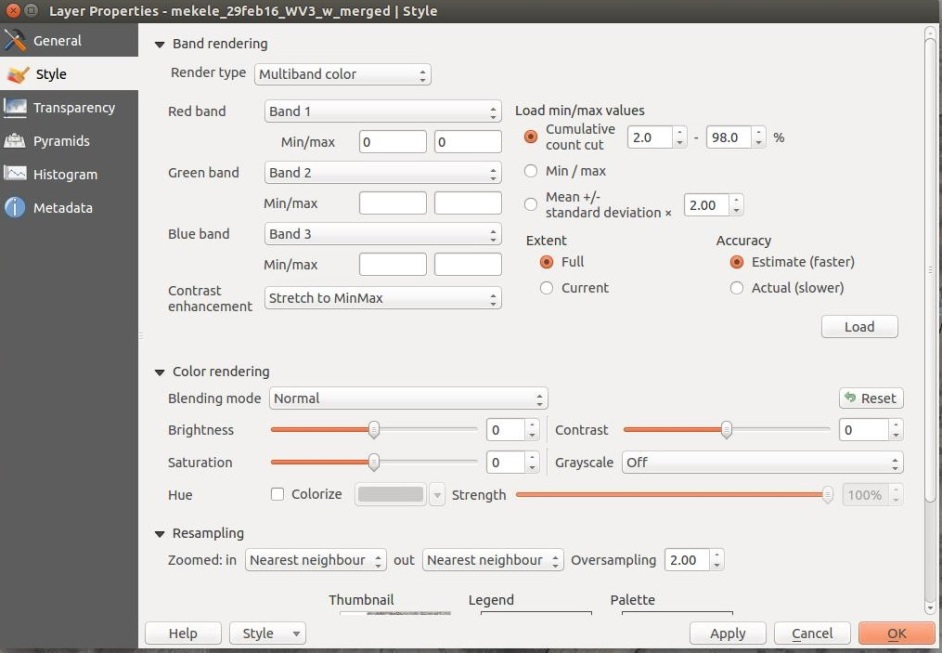 Layer Properties - mekele_29feb16_WV3_w_merged | Style
General
Style
Transparency
Pyramids
Histogram
Metadata
Band rendering
Render type Multiband color
Red band Band 1
Min/max 0 0
Green band Band 2
Min/max
Blue band Band 3
Min/max
Contrast
enhancement Stretch to MinMax
Load min/max values
Cumulative
count cut 2.0 - 98.0 %
Min / max
Mean +/-
standard deviation × 2.00
Extent Accuracy
Full Estimate (faster)
Current Actual (slower)
Load
Color rendering
Blending mode Normal Reset
Brightness 0 Contrast 0
Saturation 0 Grayscale Off
Hue Colorize Strength 100%
Resampling
Zoomed: in Nearest neighbour out Nearest neighbour Oversampling 2.00
Thumbnail Legend Palette
Help Style Apply Cancel OK